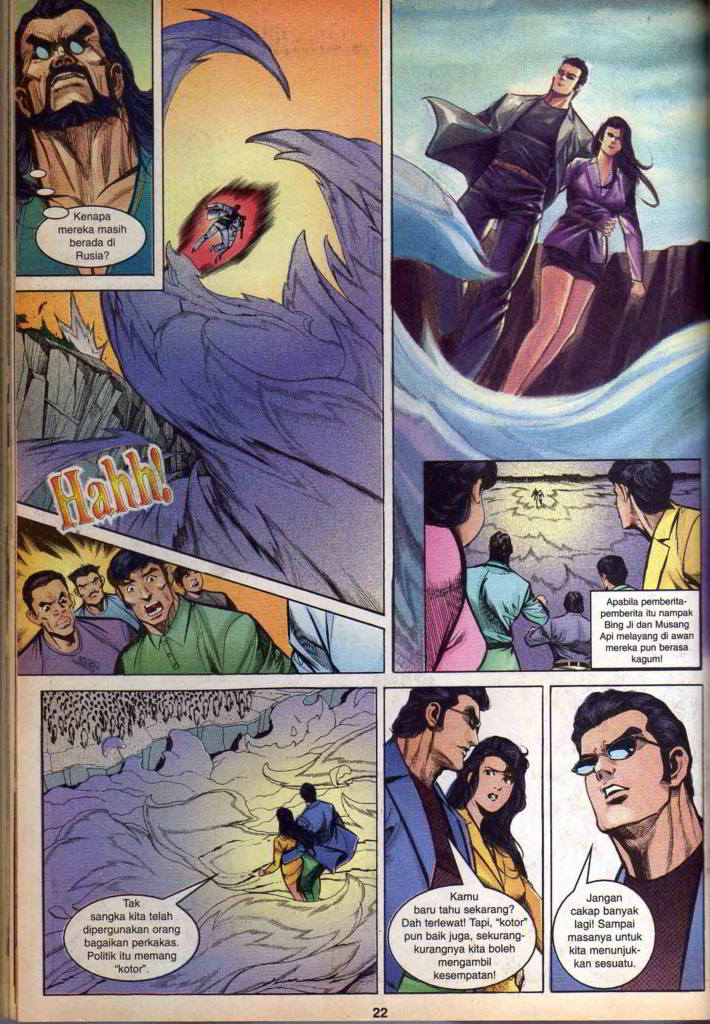 Kenapa
mereka masih
berada di
Rusia?
Hahh!
Apabila pemberita-
pemberita itu nampak
Bing Ji dan Musang
Api melayang di awan
mereka pun berasa
kagum!
Tak
sangka kita telah
dipergunakan orang
bagaikan perkakas.
Politik itu memang
“kotor”.
Kamu
baru tahu sekarang?
Dah terlewat! Tapi, “kotor”
pun baik juga, sekurang-
kurangnya kita boleh
mengambil
kesempatan!
Jangan
cakap banyak
lagi! Sampai
masanya untuk
kita menunjuk-
kan sesuatu.
22